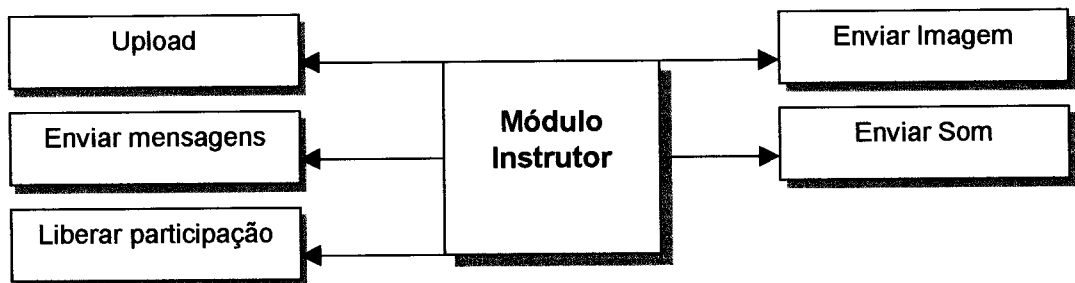 Upload
Enviar mensagens
Liberar participação
Módulo
Instrutor
Enviar Imagem
Enviar Som